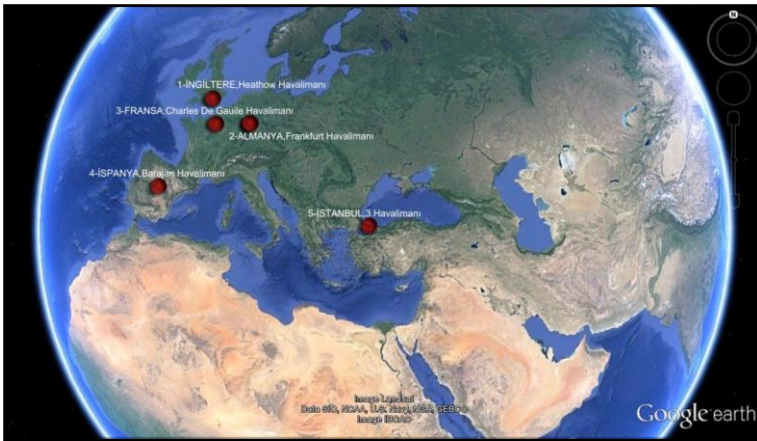 N
1-İNGİLTERE,Heathow Havalimanı
3-FRANSA,Charles De Gaulle Havalimanı
2-ALMANYA,Frankfurt Havalimanı
4-İSPANYA,Barajan Havalimanı
5-İSTANBUL,3.Havalimanı
Image Landsat
Data SIO, NOAA, U.S. Navy, NGA, GEBCO
Image IBCAO
Google earth